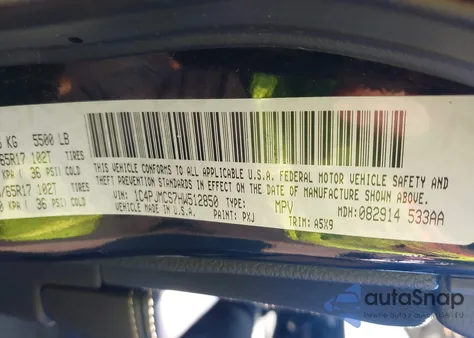 KG 5500 LB
65R17 102T TIRES
( 36 PSI) COLD
/65R17 102T TIRES
( 36 PSI) COLD
THIS VEHICLE CONFORMS TO ALL APPLICABLE U.S.A. FEDERAL MOTOR VEHICLE SAFETY AND
THEFT PREVENTION STANDARDS IN EFFECT ON THE DATE OF MANUFACTURE SHOWN ABOVE.
VIN: 1C4PJMCS7HW512850 TYPE: MPV MDH: 082914 533AA
VEHICLE MADE IN U.S.A. PAINT: PXJ TRIM: A5X9
autoSnap